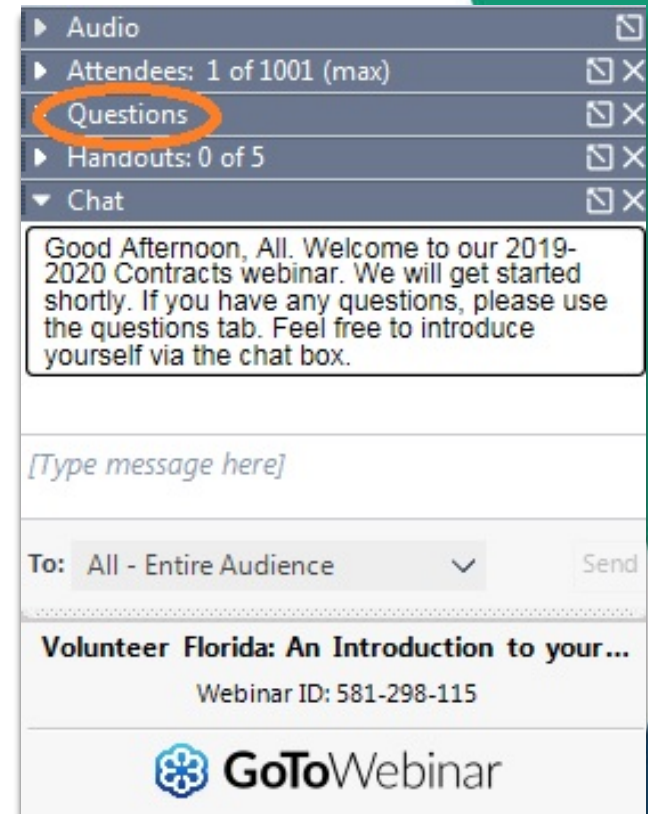 Audio
Attendees: 1 of 1001 (max)
Questions
Handouts: 0 of 5
Chat
Good Afternoon, All. Welcome to our 2019-
2020 Contracts webinar. We will get started
shortly. If you have any questions, please use
the questions tab. Feel free to introduce
yourself via the chat box.
[Type message here]
To: All - Entire Audience Send
Volunteer Florida: An Introduction to your...
Webinar ID: 581-298-115
GoToWebinar